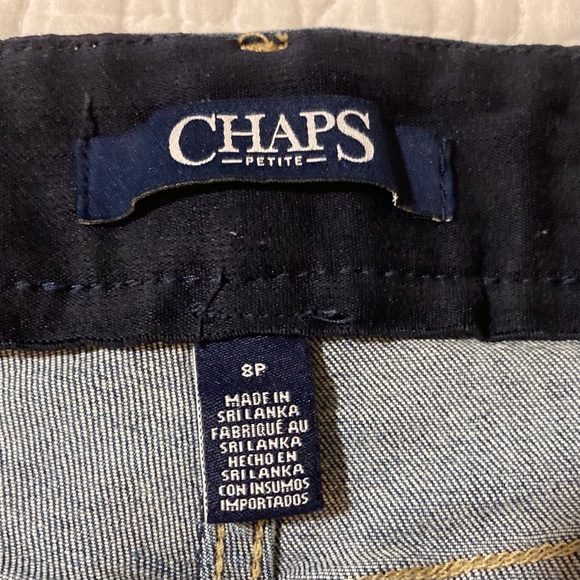 CHAPS
PETITE
8P
MADE IN
SRI LANKA
FABRIQUÉ AU
SRI LANKA
HECHO EN
SRI LANKA
CON INSUMOS
IMPORTADOS